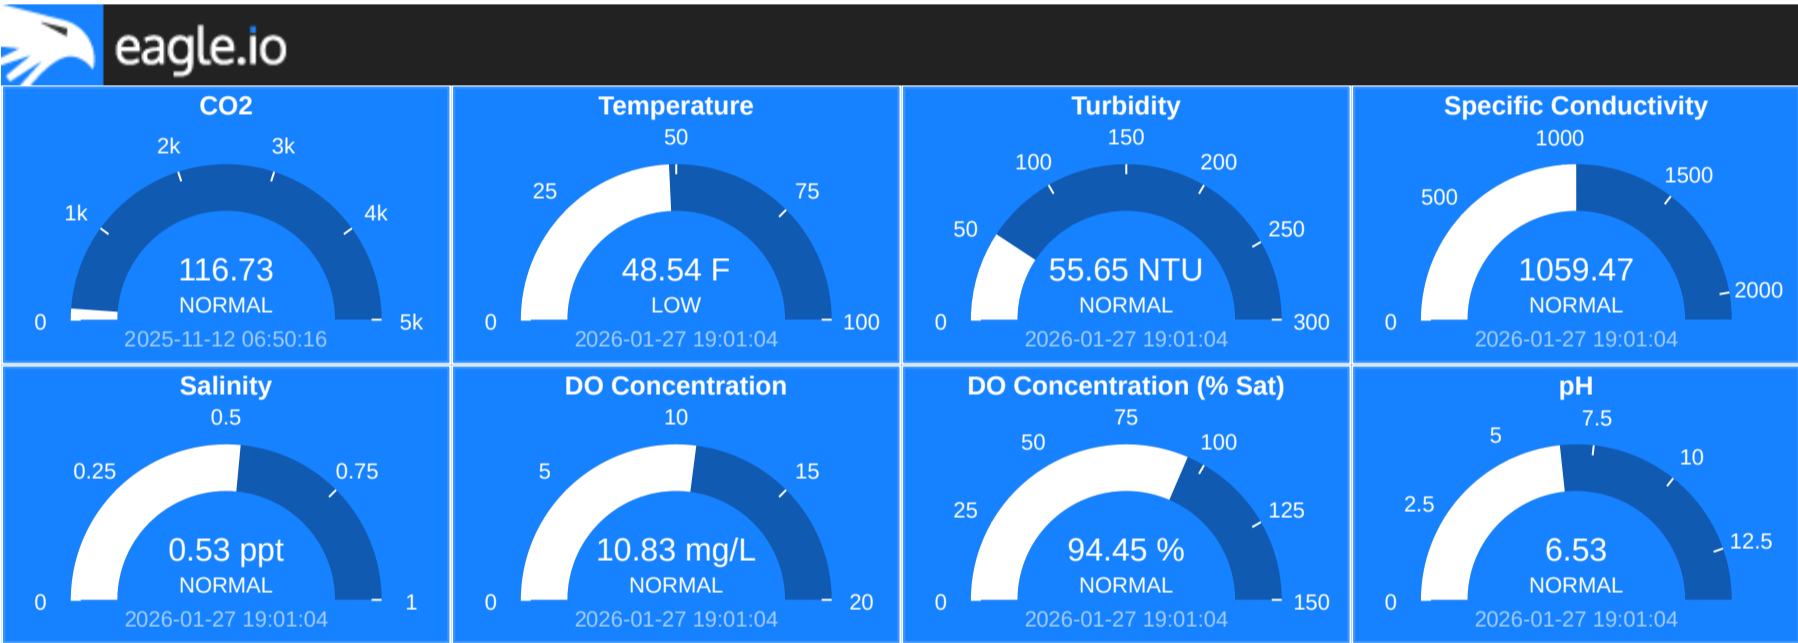 eagle.io
CO2
2k
3k
1k
4k
116.73
NORMAL
0
5k
2025-11-12 06:50:16
Temperature
50
25
75
48.54 F
LOW
0
100
2026-01-27 19:01:04
Turbidity
150
100
200
50
250
55.65 NTU
NORMAL
0
300
2026-01-27 19:01:04
Specific Conductivity
1000
1500
500
2000
1059.47
NORMAL
0
2026-01-27 19:01:04
Salinity
0.5
0.25
0.75
0.53 ppt
NORMAL
0
1
2026-01-27 19:01:04
DO Concentration
10
5
15
10.83 mg/L
NORMAL
0
20
2026-01-27 19:01:04
DO Concentration (% Sat)
75
50
100
25
125
94.45 %
NORMAL
0
150
2026-01-27 19:01:04
pH
7.5
5
10
2.5
12.5
6.53
NORMAL
0
2026-01-27 19:01:04